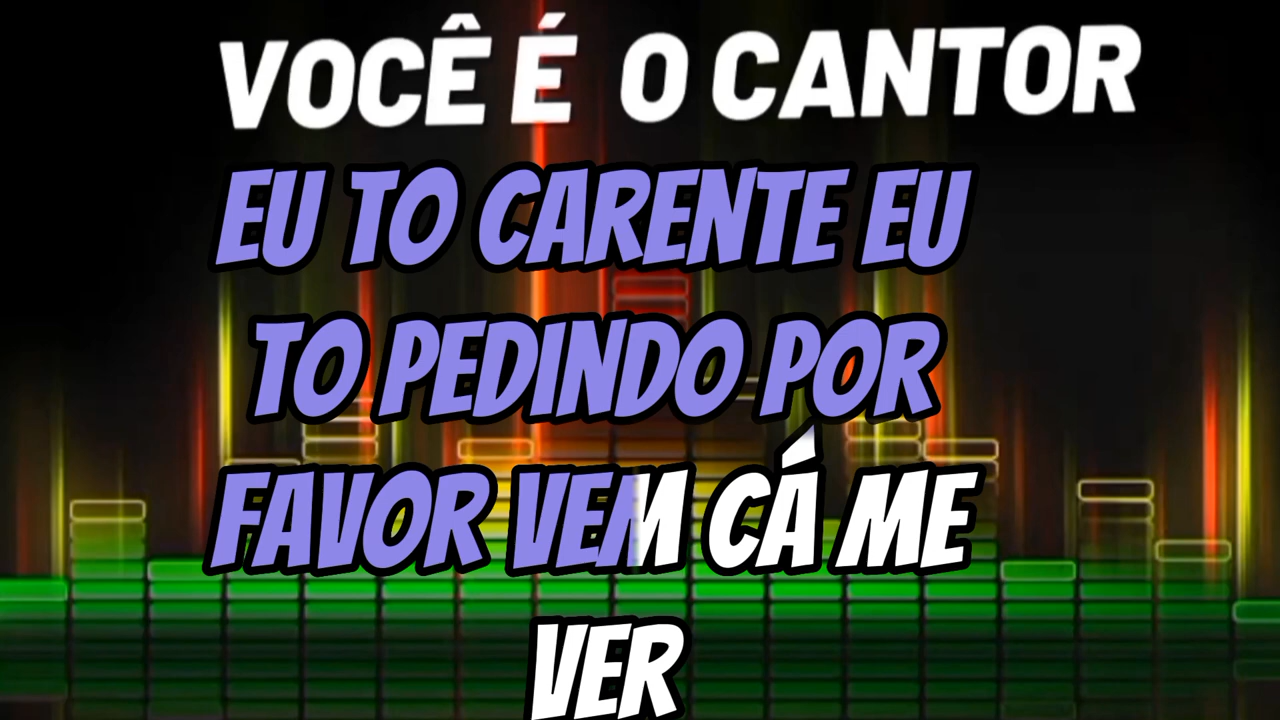 VOCÊ É O CANTOR
EU TO CARENTE EU
TO PEDINDO POR
FAVOR VEM CÁ ME
VER